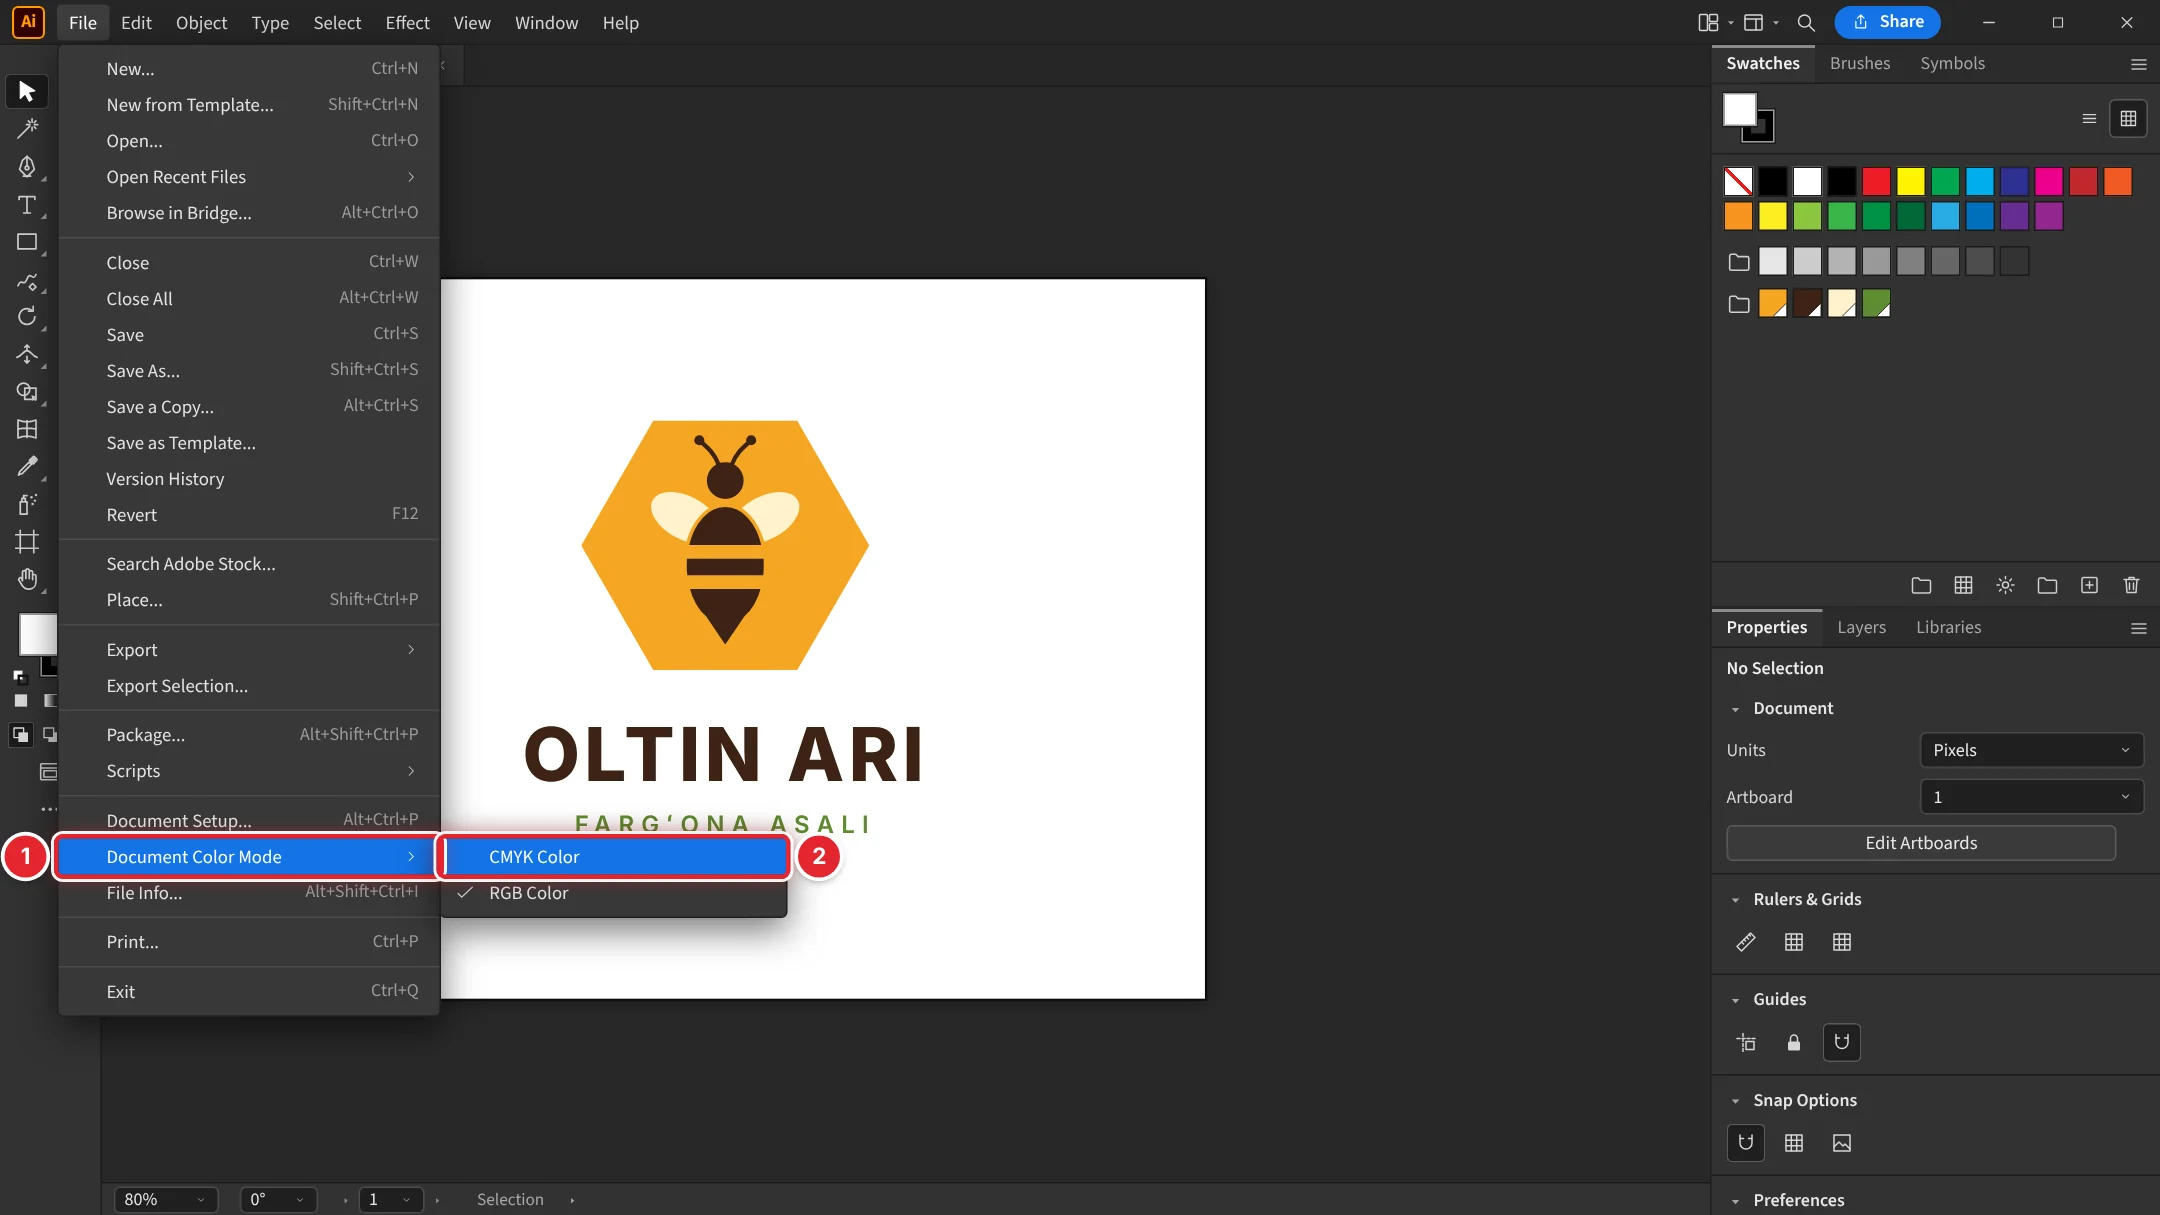 Ai File Edit Object Type Select Effect View Window Help Share
New... Ctrl+N
New from Template... Shift+Ctrl+N
Open... Ctrl+O
Open Recent Files
Browse in Bridge... Alt+Ctrl+O
Close Ctrl+W
Close All Alt+Ctrl+W
Save Ctrl+S
Save As... Shift+Ctrl+S
Save a Copy... Alt+Ctrl+S
Save as Template...
Version History
Revert F12
Search Adobe Stock...
Place... Shift+Ctrl+P
Export
Export Selection...
Package... Alt+Shift+Ctrl+P
Scripts
Document Setup... Alt+Ctrl+P
1 Document Color Mode
File Info... Alt+Shift+Ctrl+I
Print... Ctrl+P
Exit Ctrl+Q
CMYK Color 2
RGB Color
OLTIN ARI
FARGʻONA ASALI
Swatches Brushes Symbols
Properties Layers Libraries
No Selection
Document
Units Pixels
Artboard 1
Edit Artboards
Rulers & Grids
Guides
Snap Options
Preferences
80% 0° 1 Selection